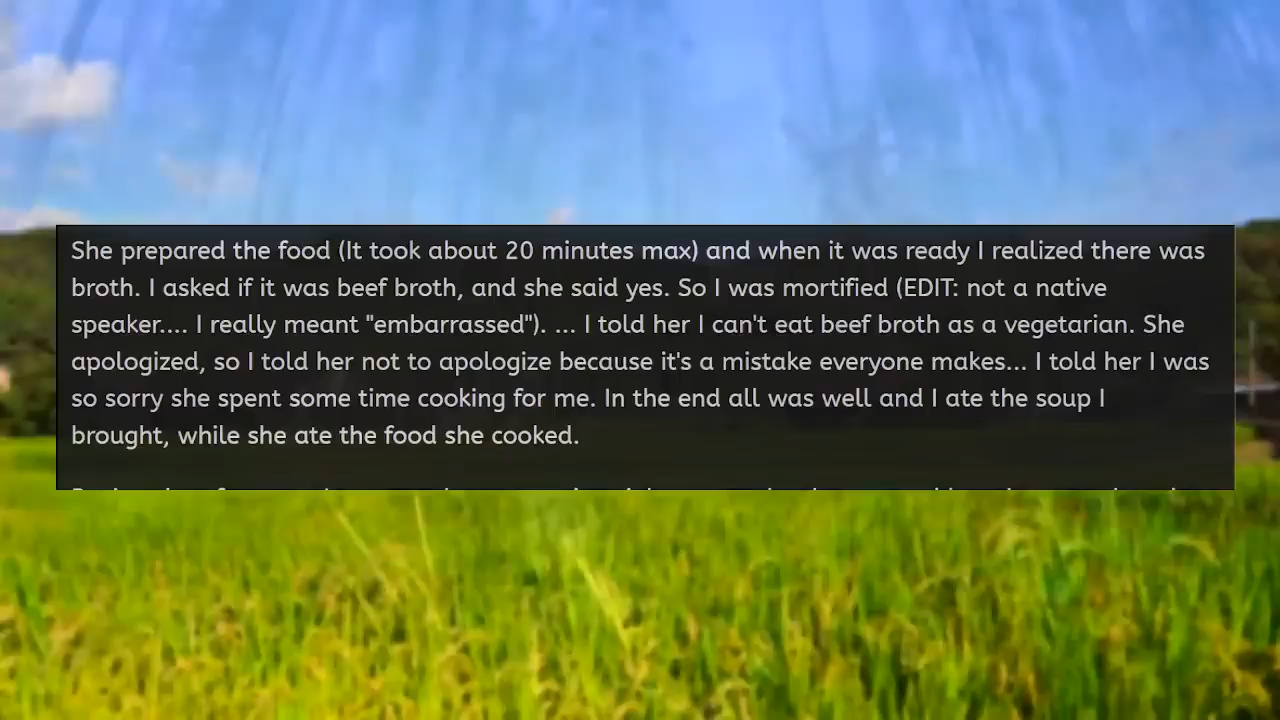 She prepared the food (It took about 20 minutes max) and when it was ready I realized there was
broth. I asked if it was beef broth, and she said yes. So I was mortified (EDIT: not a native
speaker.... I really meant "embarrassed"). ... I told her I can't eat beef broth as a vegetarian. She
apologized, so I told her not to apologize because it's a mistake everyone makes... I told her I was
so sorry she spent some time cooking for me. In the end all was well and I ate the soup I
brought, while she ate the food she cooked.